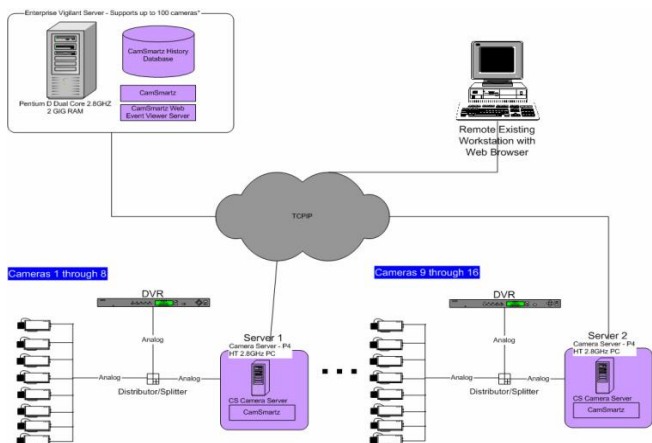 Enterprise Vigilant Server - Supports up to 100 cameras*
CamSmartz History
Database
CamSmartz
CamSmartz Web
Event Viewer Server
Pentium D Dual Core 2.8GHZ
2 GIG RAM
Remote Existing
Workstation with
Web Browser
TCPIP
Cameras 1 through 8
DVR
Analog
Analog
Analog
Distributor/Splitter
Server 1
Camera Server - P4
HT 2.8GHz PC
CS Camera Server
CamSmartz
Cameras 9 through 16
DVR
Analog
Analog
Analog
Distributor/Splitter
Server 2
Camera Server - P4
HT 2.8GHz PC
CS Camera Server
CamSmartz